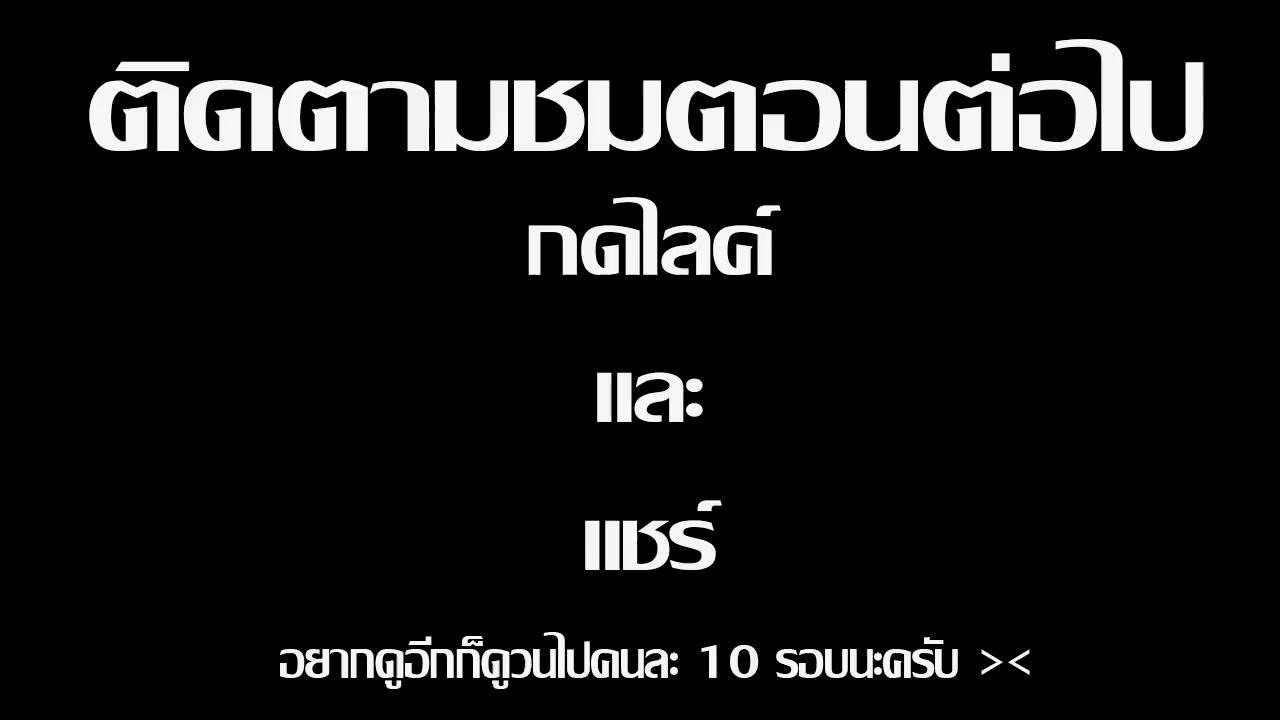 ติดตามชมตอนต่อไป
กดไลค์
และ
แชร์
อยากดูอีกก็ดูวนไปคนละ 10 รอบนะครับ ><